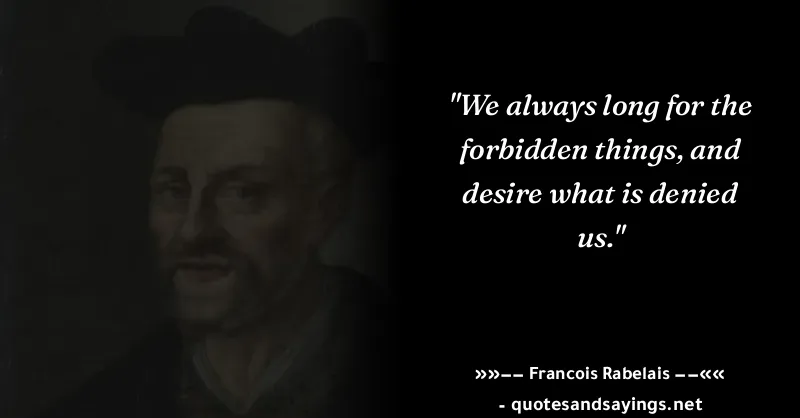 "We always long for the
forbidden things, and
desire what is denied
us."
»»–– Francois Rabelais ––««
- quotesandsayings.net